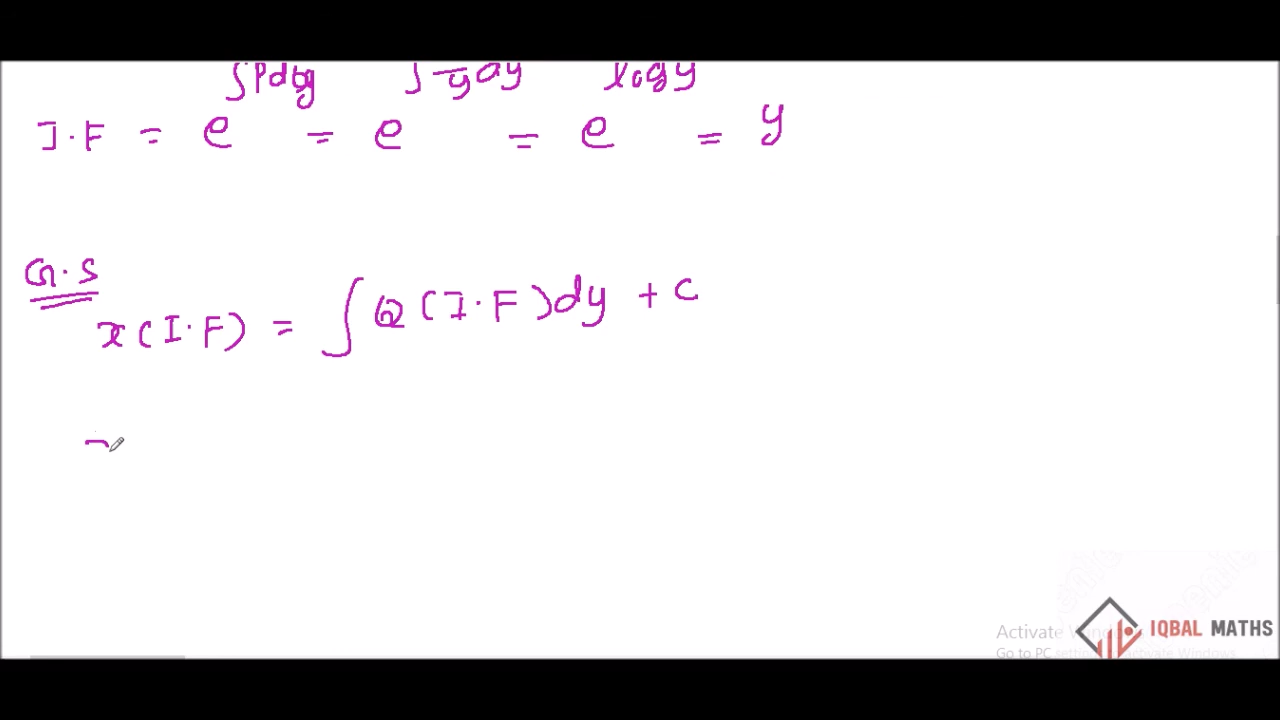 ∫Pdy ∫1/y dy log y
I.F = e = e = e = y
G.S
x(I.F) = ∫Q(I.F)dy + c
Activate Windows
IQBAL MATHS
Go to PC settings to activate Windows